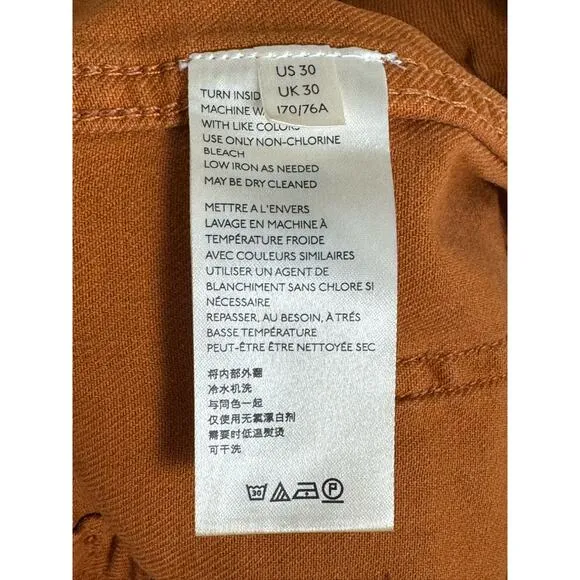 US 30
UK 30
170/76A
TURN INSID
MACHINE W
WITH LIKE COLORS
USE ONLY NON-CHLORINE
BLEACH
LOW IRON AS NEEDED
MAY BE DRY CLEANED
METTRE A L'ENVERS
LAVAGE EN MACHINE À
TEMPÉRATURE FROIDE
AVEC COULEURS SIMILAIRES
UTILISER UN AGENT DE
BLANCHIMENT SANS CHLORE SI
NÉCESSAIRE
REPASSER, AU BESOIN, À TRÉS
BASSE TEMPÉRATURE
PEUT-ÊTRE ÊTRE NETTOYÉE SEC
将内部外翻
冷水机洗
与同色一起
仅使用无氯漂白剂
需要时低温熨烫
可干洗
30
P